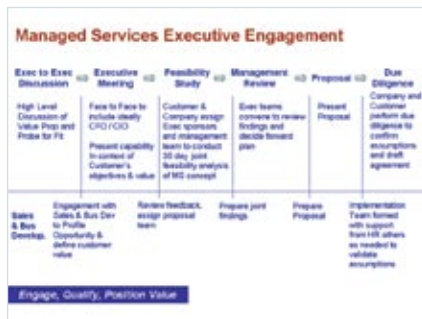 Managed Services Executive Engagement
Exec to Exec
Discussion
Executive
Meeting
Feasibility
Study
Management
Review
Proposal
Due
Diligence
High Level
Discussion of
Value Prop and
Probe for Fit
Face to Face to
include ideally
CFO / CIO
Present capability
In context of
Customer's
objectives & value
Customer &
Company assign
Exec sponsors
and management
team to conduct
30 day joint
feasibility analysis
of MS concept
Exec teams
convene to review
findings and
decide forward
plan
Present
Proposal
Company and
Customer
perform due
diligence to
confirm
assumptions
and draft
agreement
Sales
& Bus
Develop.
Engagement with
Sales & Bus Dev
to Profile
Opportunity &
define customer
value
Review feedback,
assign proposal
team
Prepare joint
findings
Prepare
Proposal
Implementation
Team formed
with support
from HR others
as needed to
validate
assumptions
Engage, Qualify, Position Value